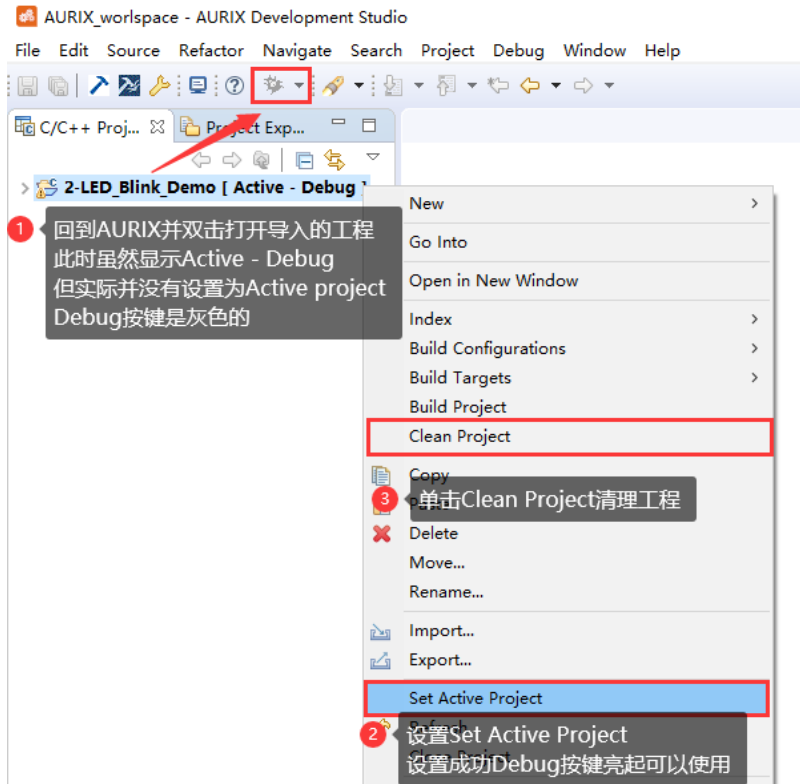 AURIX_worlspace - AURIX Development Studio
File Edit Source Refactor Navigate Search Project Debug Window Help
C/C++ Proj... Project Exp...
2-LED_Blink_Demo [ Active - Debug ]
1
回到AURIX并双击打开导入的工程
此时虽然显示Active - Debug
但实际并没有设置为Active project
Debug按键是灰色的
New
Go Into
Open in New Window
Index
Build Configurations
Build Targets
Build Project
Clean Project
Copy
3
单击Clean Project清理工程
Delete
Move...
Rename...
Import...
Export...
Set Active Project
2
设置Set Active Project
设置成功Debug按键亮起可以使用